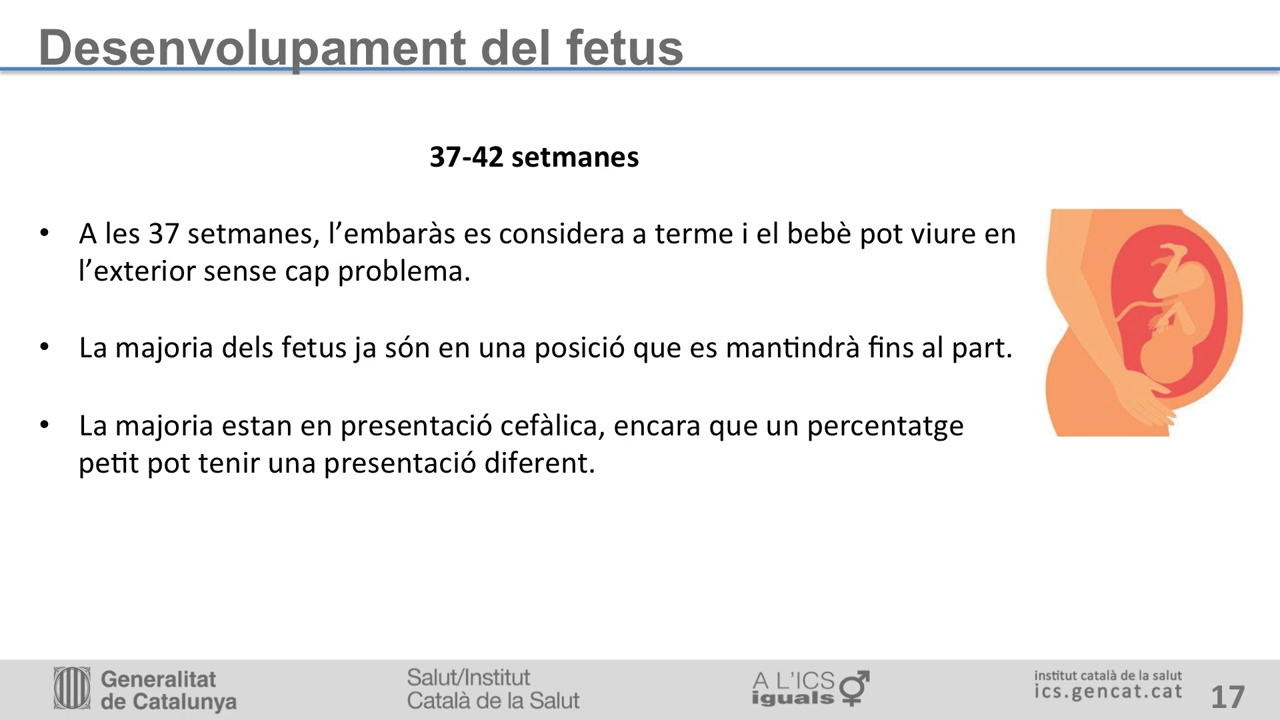 Desenvolupament del fetus
37-42 setmanes
• A les 37 setmanes, l’embaràs es considera a terme i el bebè pot viure en
l’exterior sense cap problema.
• La majoria dels fetus ja són en una posició que es mantindrà fins al part.
• La majoria estan en presentació cefàlica, encara que un percentatge
petit pot tenir una presentació diferent.
Generalitat
de Catalunya
Salut/Institut
Català de la Salut
A L'ICS
iguals
institut català de la salut
ics.gencat.cat
17